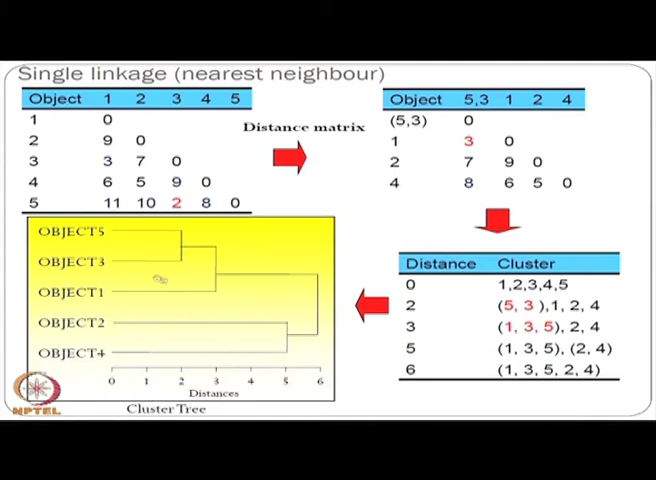 Single linkage (nearest neighbour)
Object 1 2 3 4 5
1 0
2 9 0
3 3 7 0
4 6 5 9 0
5 11 10 2 8 0
Distance matrix
Object 5,3 1 2 4
(5,3) 0
1 3 0
2 7 9 0
4 8 6 5 0
Distance Cluster
0 1,2,3,4,5
2 (5, 3 ),1, 2, 4
3 (1, 3, 5), 2, 4
5 (1, 3, 5), (2, 4)
6 (1, 3, 5, 2, 4)
OBJECT5
OBJECT3
OBJECT1
OBJECT2
OBJECT4
0 1 2 3 4 5 6
Distances
Cluster Tree
NPTEL